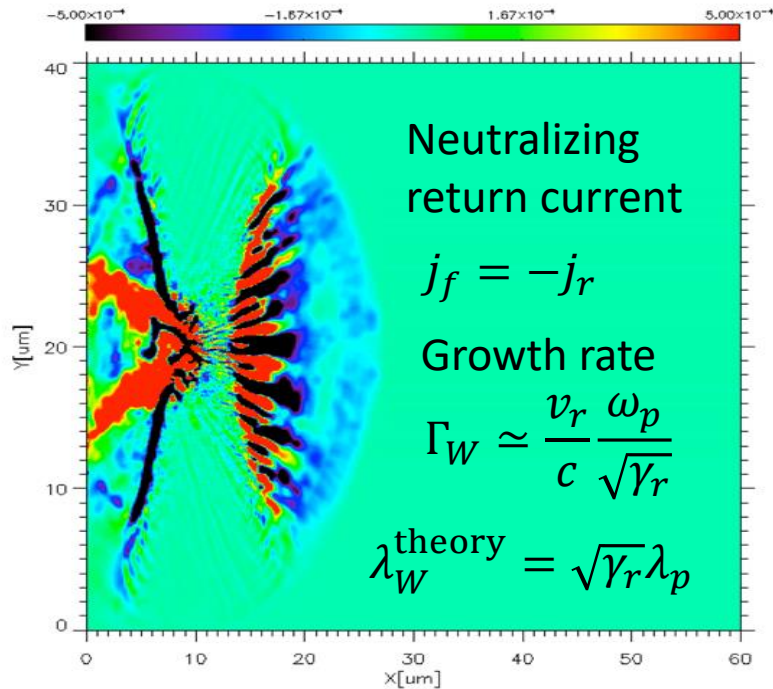 −5.00×10⁻⁴ −1.67×10⁻⁴ 1.67×10⁻⁴ 5.00×10⁻⁴
40
30
20
10
0
Y[um]
Neutralizing
return current
j_f = −j_r
Growth rate
Γ_W ≃ v_r/c ω_p/√γ_r
λ_W^theory = √γ_r λ_p
0 10 20 30 40 50 60
X[um]